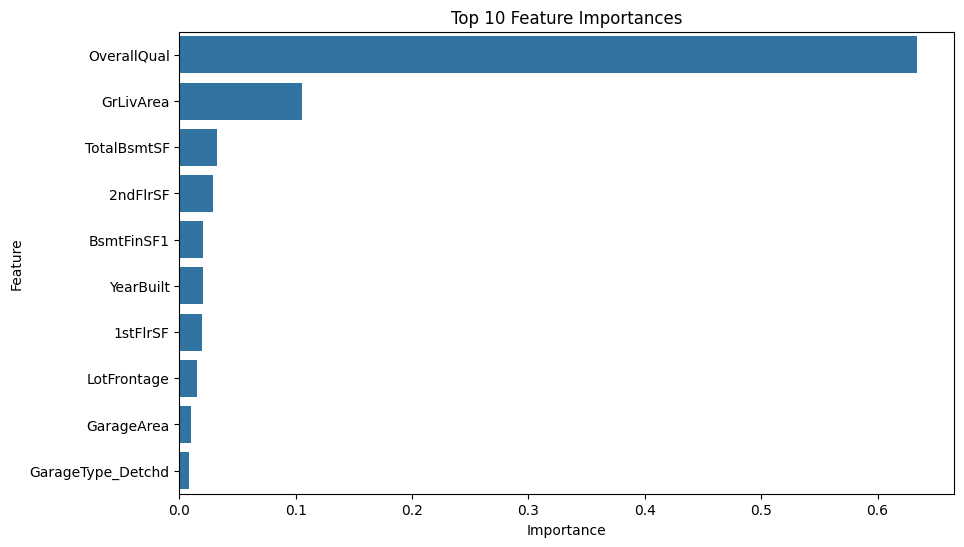 Top 10 Feature Importances
Feature
OverallQual
GrLivArea
TotalBsmtSF
2ndFlrSF
BsmtFinSF1
YearBuilt
1stFlrSF
LotFrontage
GarageArea
GarageType_Detchd
0.0 0.1 0.2 0.3 0.4 0.5 0.6
Importance